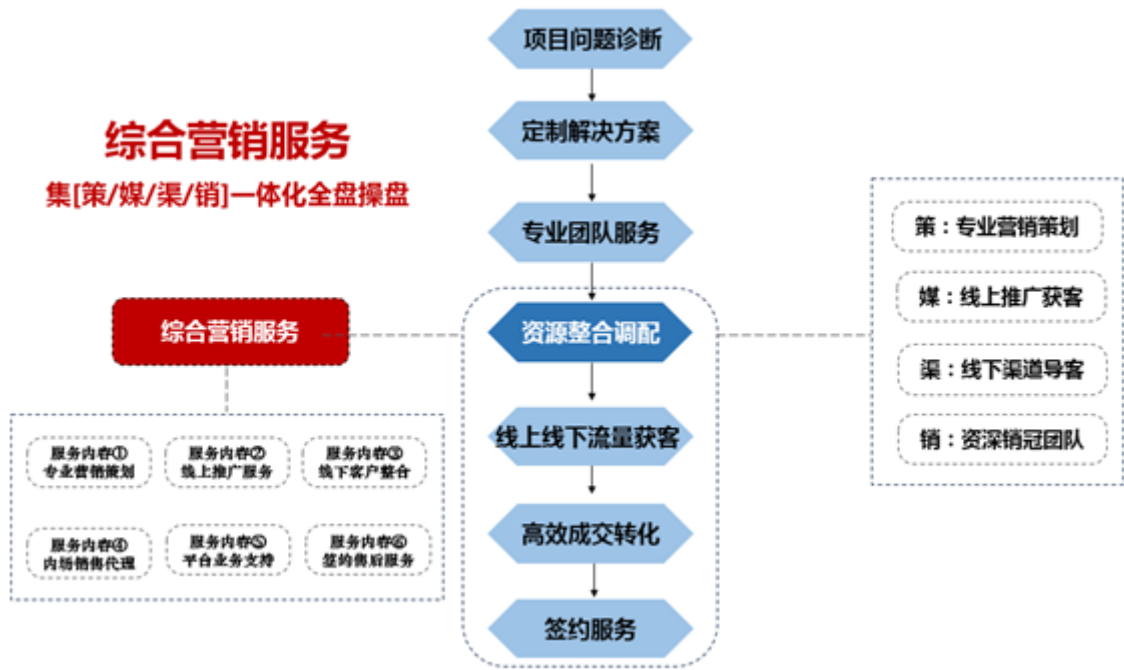 项目问题诊断
定制解决方案
专业团队服务
综合营销服务
集[策/媒/渠/销]一体化全盘操盘
综合营销服务
资源整合调配
线上线下流量获客
高效成交转化
签约服务
服务内容①
专业营销策划
服务内容②
线上推广服务
服务内容③
线下客户整合
服务内容④
内场销售代理
服务内容⑤
平台业务支持
服务内容⑥
签约售后服务
策：专业营销策划
媒：线上推广获客
渠：线下渠道导客
销：资深销冠团队